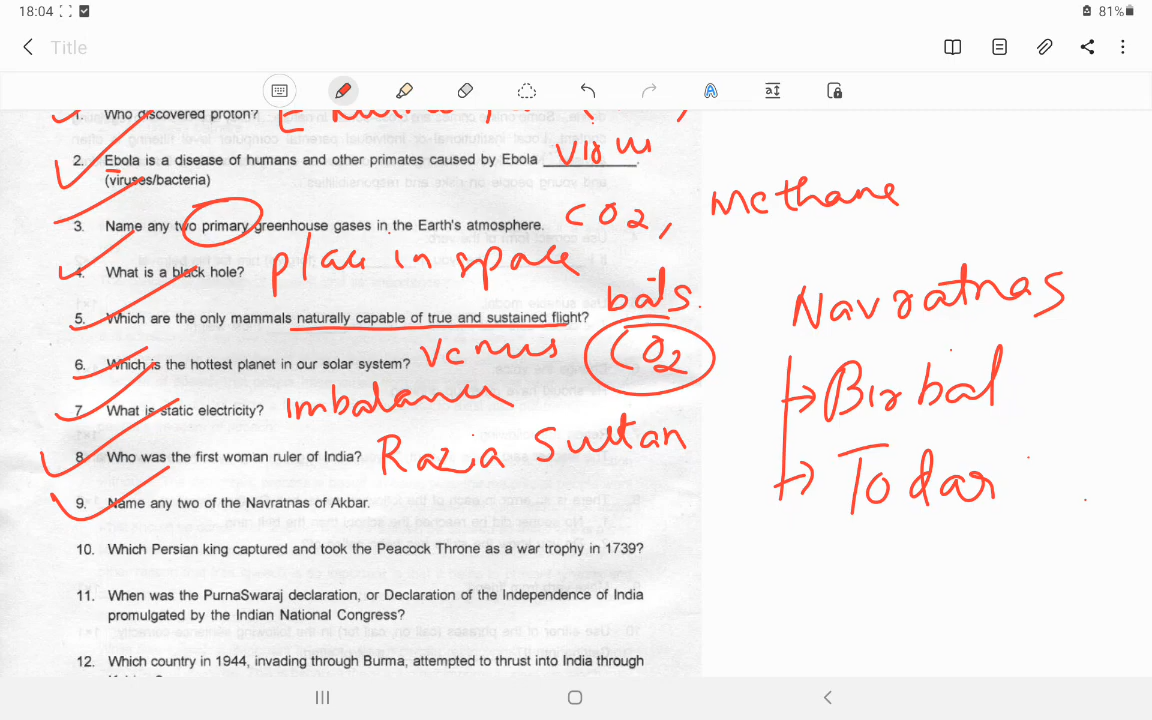 18:04 81%
Title
1. Who discovered proton?
2. Ebola is a disease of humans and other primates caused by Ebola virus.
(viruses/bacteria)
3. Name any two primary greenhouse gases in the Earth's atmosphere. CO2, methane
4. What is a black hole? place in space
5. Which are the only mammals naturally capable of true and sustained flight? bats.
6. Which is the hottest planet in our solar system? Venus CO2
7. What is static electricity? imbalance
8. Who was the first woman ruler of India? Razia Sultan
9. Name any two of the Navratnas of Akbar.
Navratnas
→ Birbal
→ Todar
10. Which Persian king captured and took the Peacock Throne as a war trophy in 1739?
11. When was the PurnaSwaraj declaration, or Declaration of the Independence of India
promulgated by the Indian National Congress?
12. Which country in 1944, invading through Burma, attempted to thrust into India through